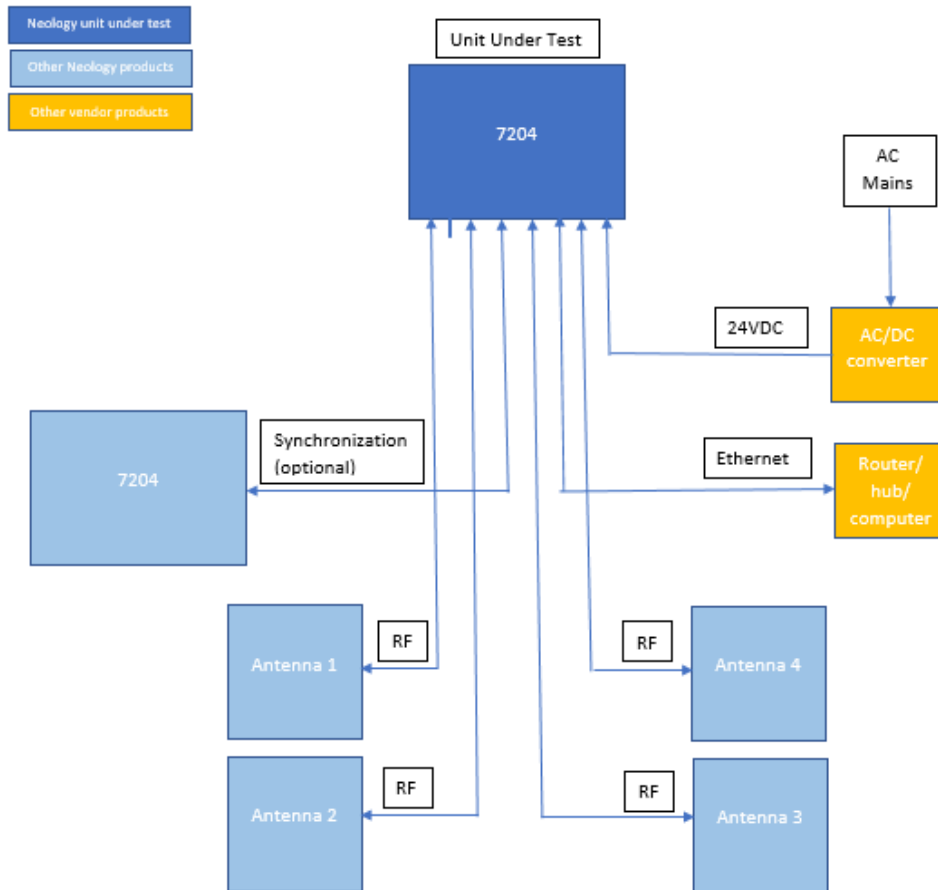 Neology unit under test
Other Neology products
Other vendor products
Unit Under Test
7204
AC
Mains
24VDC
AC/DC
converter
Synchronization
(optional)
7204
Ethernet
Router/
hub/
computer
Antenna 1
RF
RF
Antenna 4
Antenna 2
RF
RF
Antenna 3